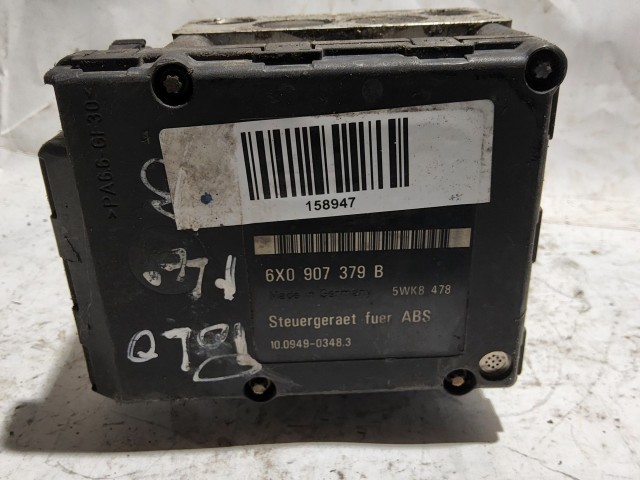 >PA6.6 GF30<
158947
6X0 907 379 B
Made in Germany
5WK8 478
Steuergeraet fuer ABS
10.0949-0348.3
POLO